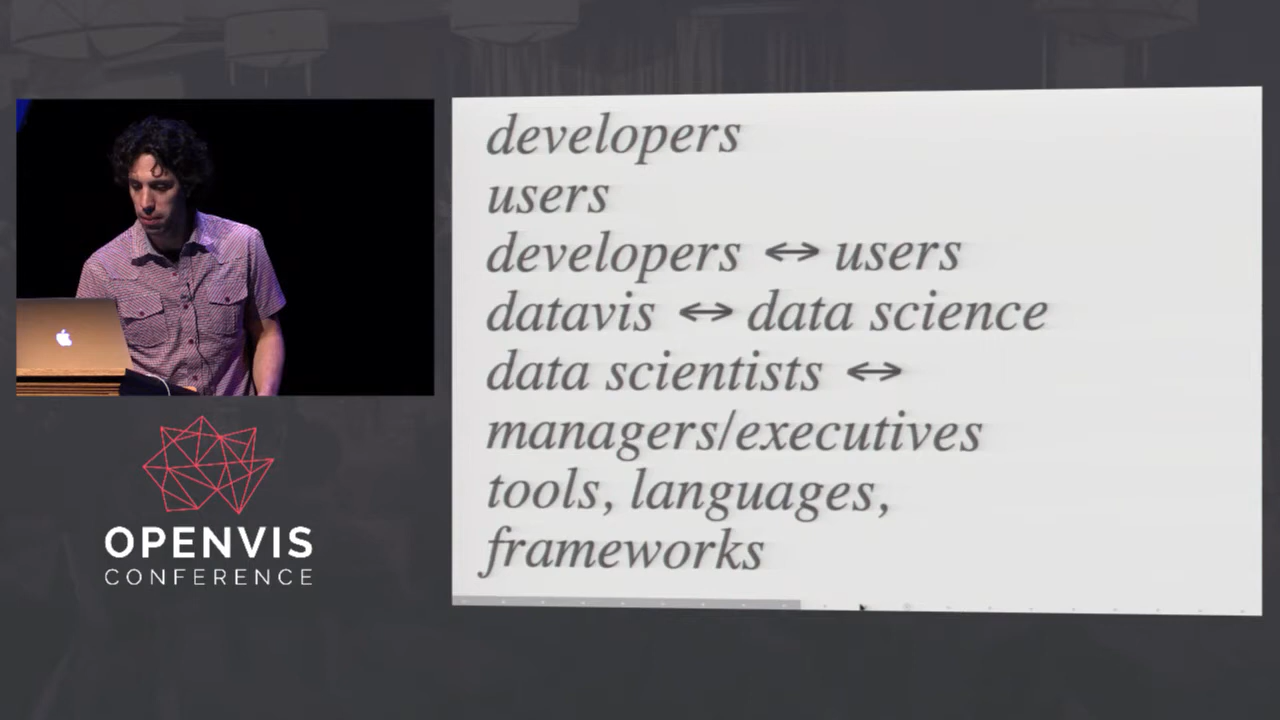 developers
users
developers ↔ users
datavis ↔ data science
data scientists ↔
managers/executives
tools, languages,
frameworks
OPENVIS
CONFERENCE